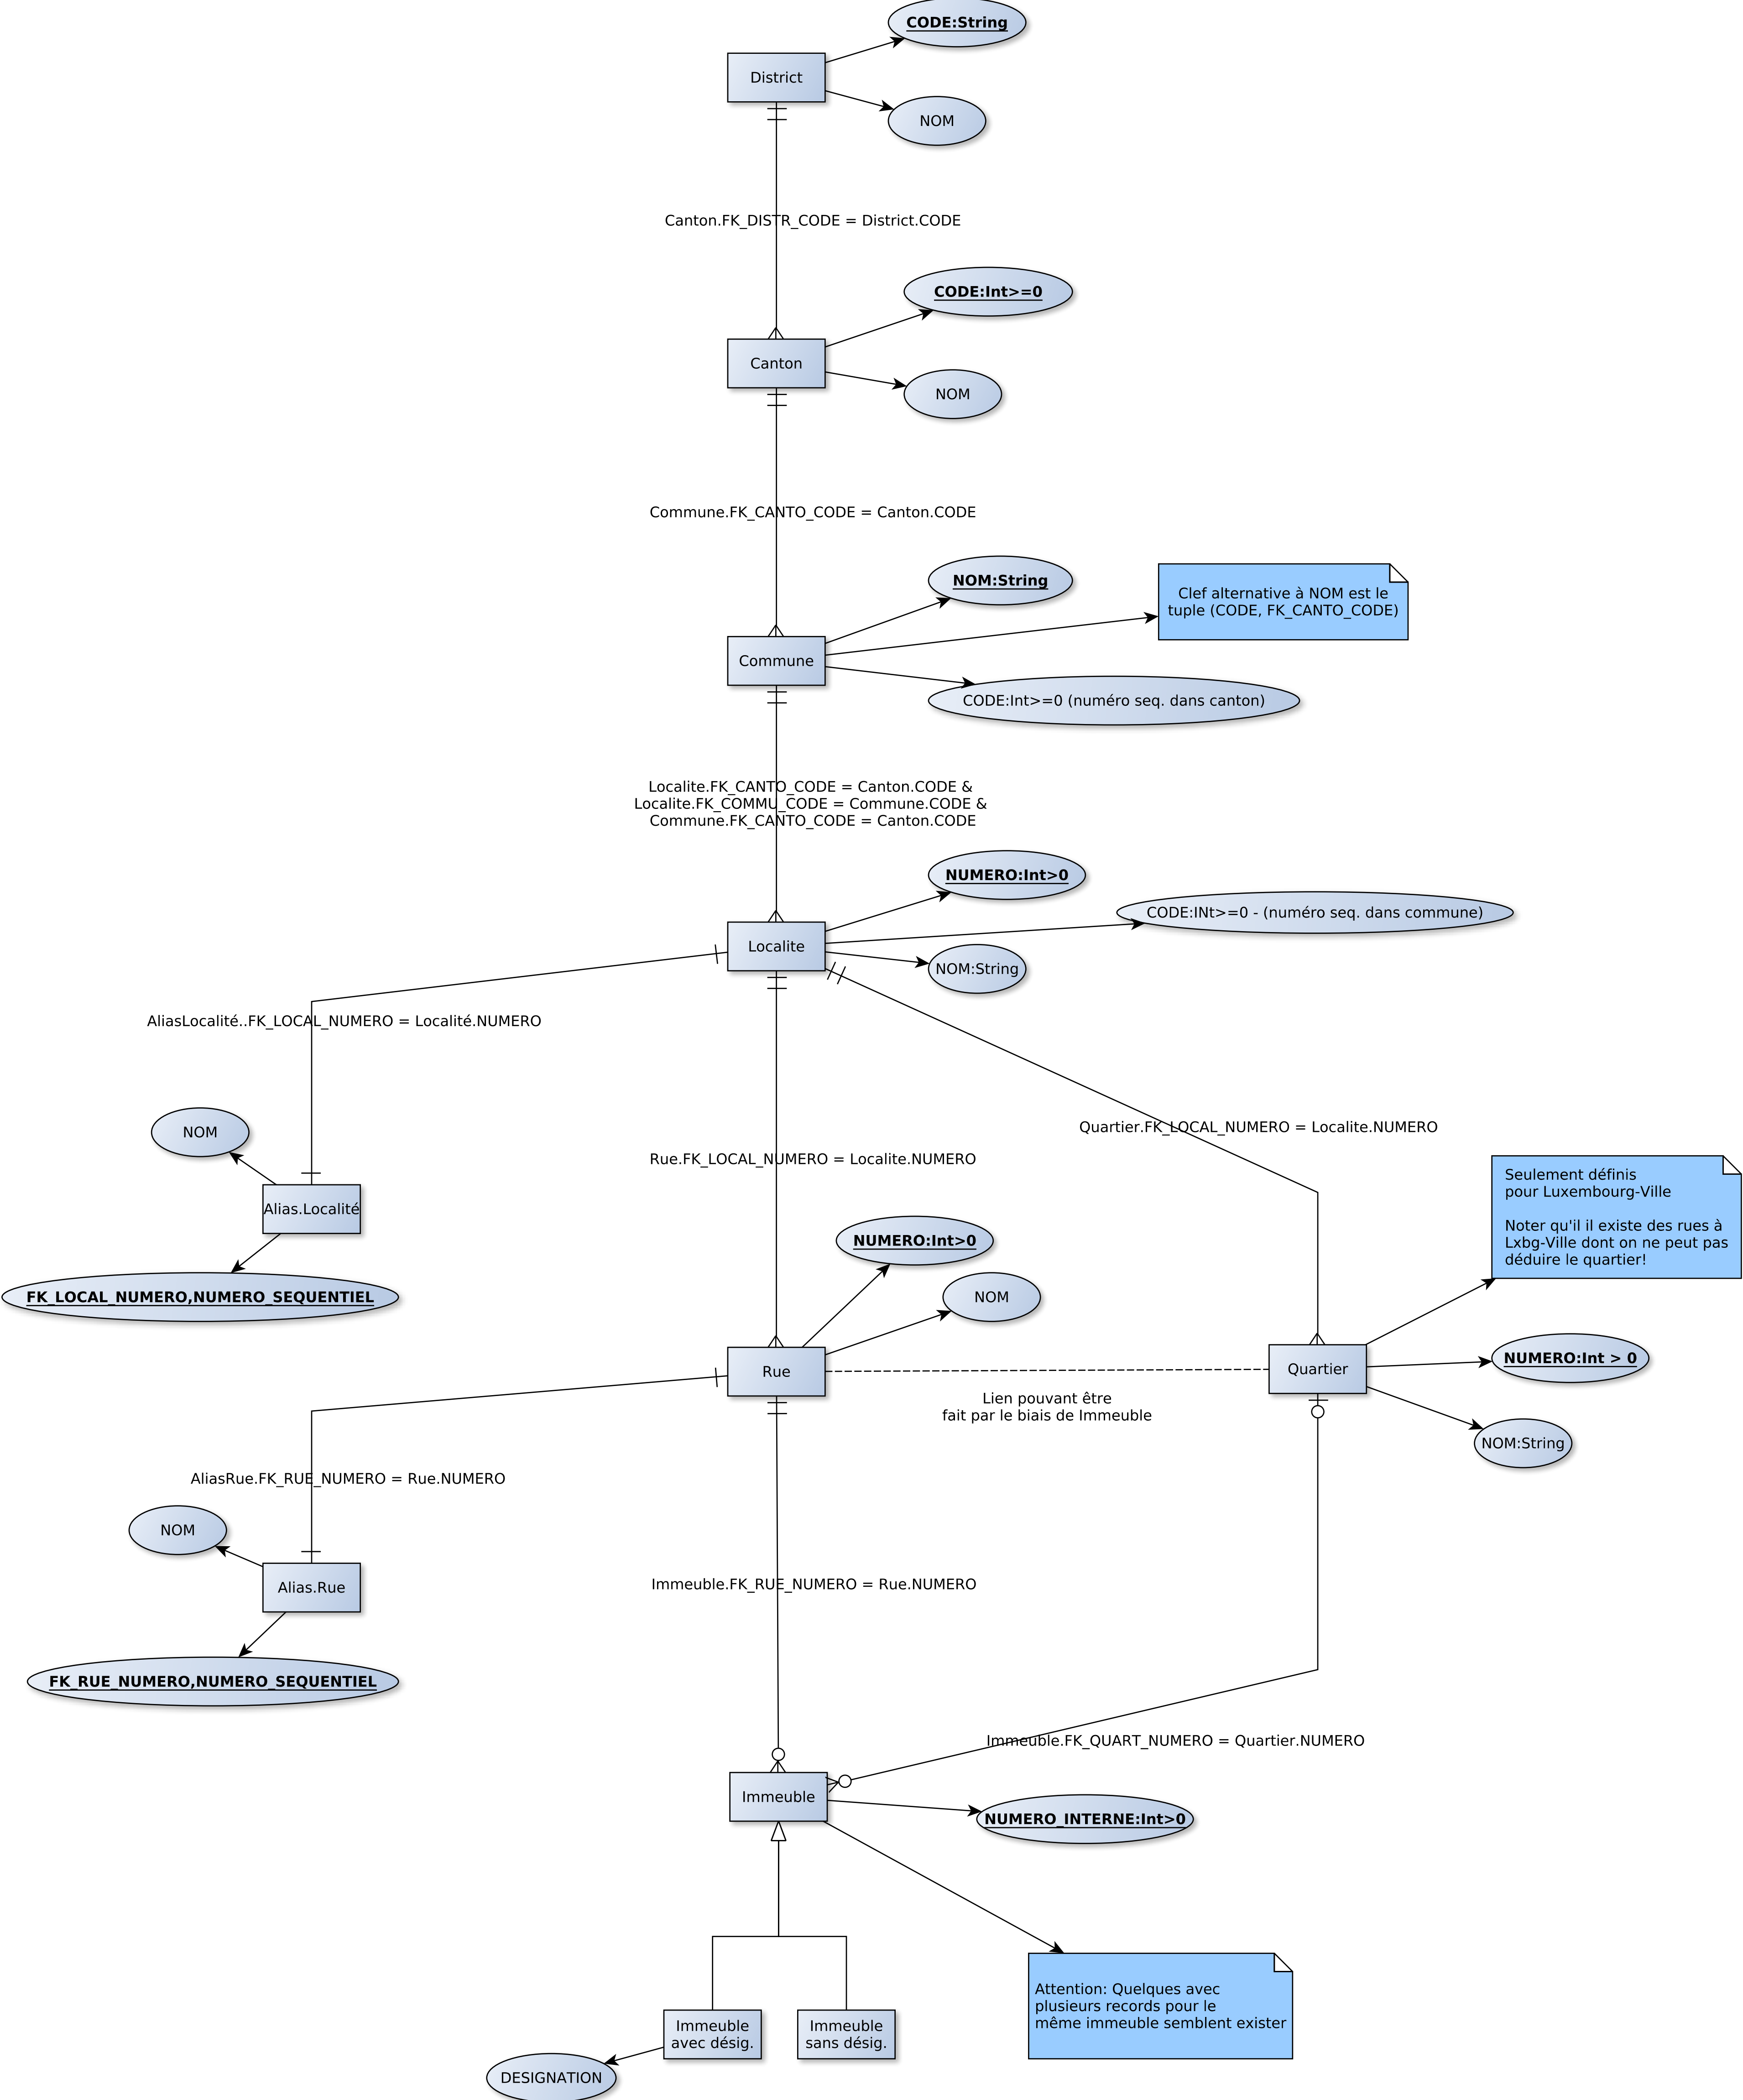 CODE:String
District
NOM
Canton.FK_DISTR_CODE = District.CODE
CODE:Int>=0
Canton
NOM
Commune.FK_CANTO_CODE = Canton.CODE
NOM:String
Clef alternative à NOM est le
tuple (CODE, FK_CANTO_CODE)
Commune
CODE:Int>=0 (numéro seq. dans canton)
Localite.FK_CANTO_CODE = Canton.CODE &
Localite.FK_COMMU_CODE = Commune.CODE &
Commune.FK_CANTO_CODE = Canton.CODE
NUMERO:Int>0
CODE:INt>=0 - (numéro seq. dans commune)
Localite
NOM:String
AliasLocalité..FK_LOCAL_NUMERO = Localité.NUMERO
NOM
Quartier.FK_LOCAL_NUMERO = Localite.NUMERO
Rue.FK_LOCAL_NUMERO = Localite.NUMERO
Seulement définis
pour Luxembourg-Ville
Noter qu'il il existe des rues à
Lxbg-Ville dont on ne peut pas
déduire le quartier!
Alias.Localité
NUMERO:Int>0
FK_LOCAL_NUMERO,NUMERO_SEQUENTIEL
NOM
Rue
Quartier
NUMERO:Int > 0
Lien pouvant être
fait par le biais de Immeuble
NOM:String
AliasRue.FK_RUE_NUMERO = Rue.NUMERO
NOM
Alias.Rue
Immeuble.FK_RUE_NUMERO = Rue.NUMERO
FK_RUE_NUMERO,NUMERO_SEQUENTIEL
Immeuble.FK_QUART_NUMERO = Quartier.NUMERO
Immeuble
NUMERO_INTERNE:Int>0
Attention: Quelques avec
plusieurs records pour le
même immeuble semblent exister
Immeuble
avec désig.
Immeuble
sans désig.
DESIGNATION